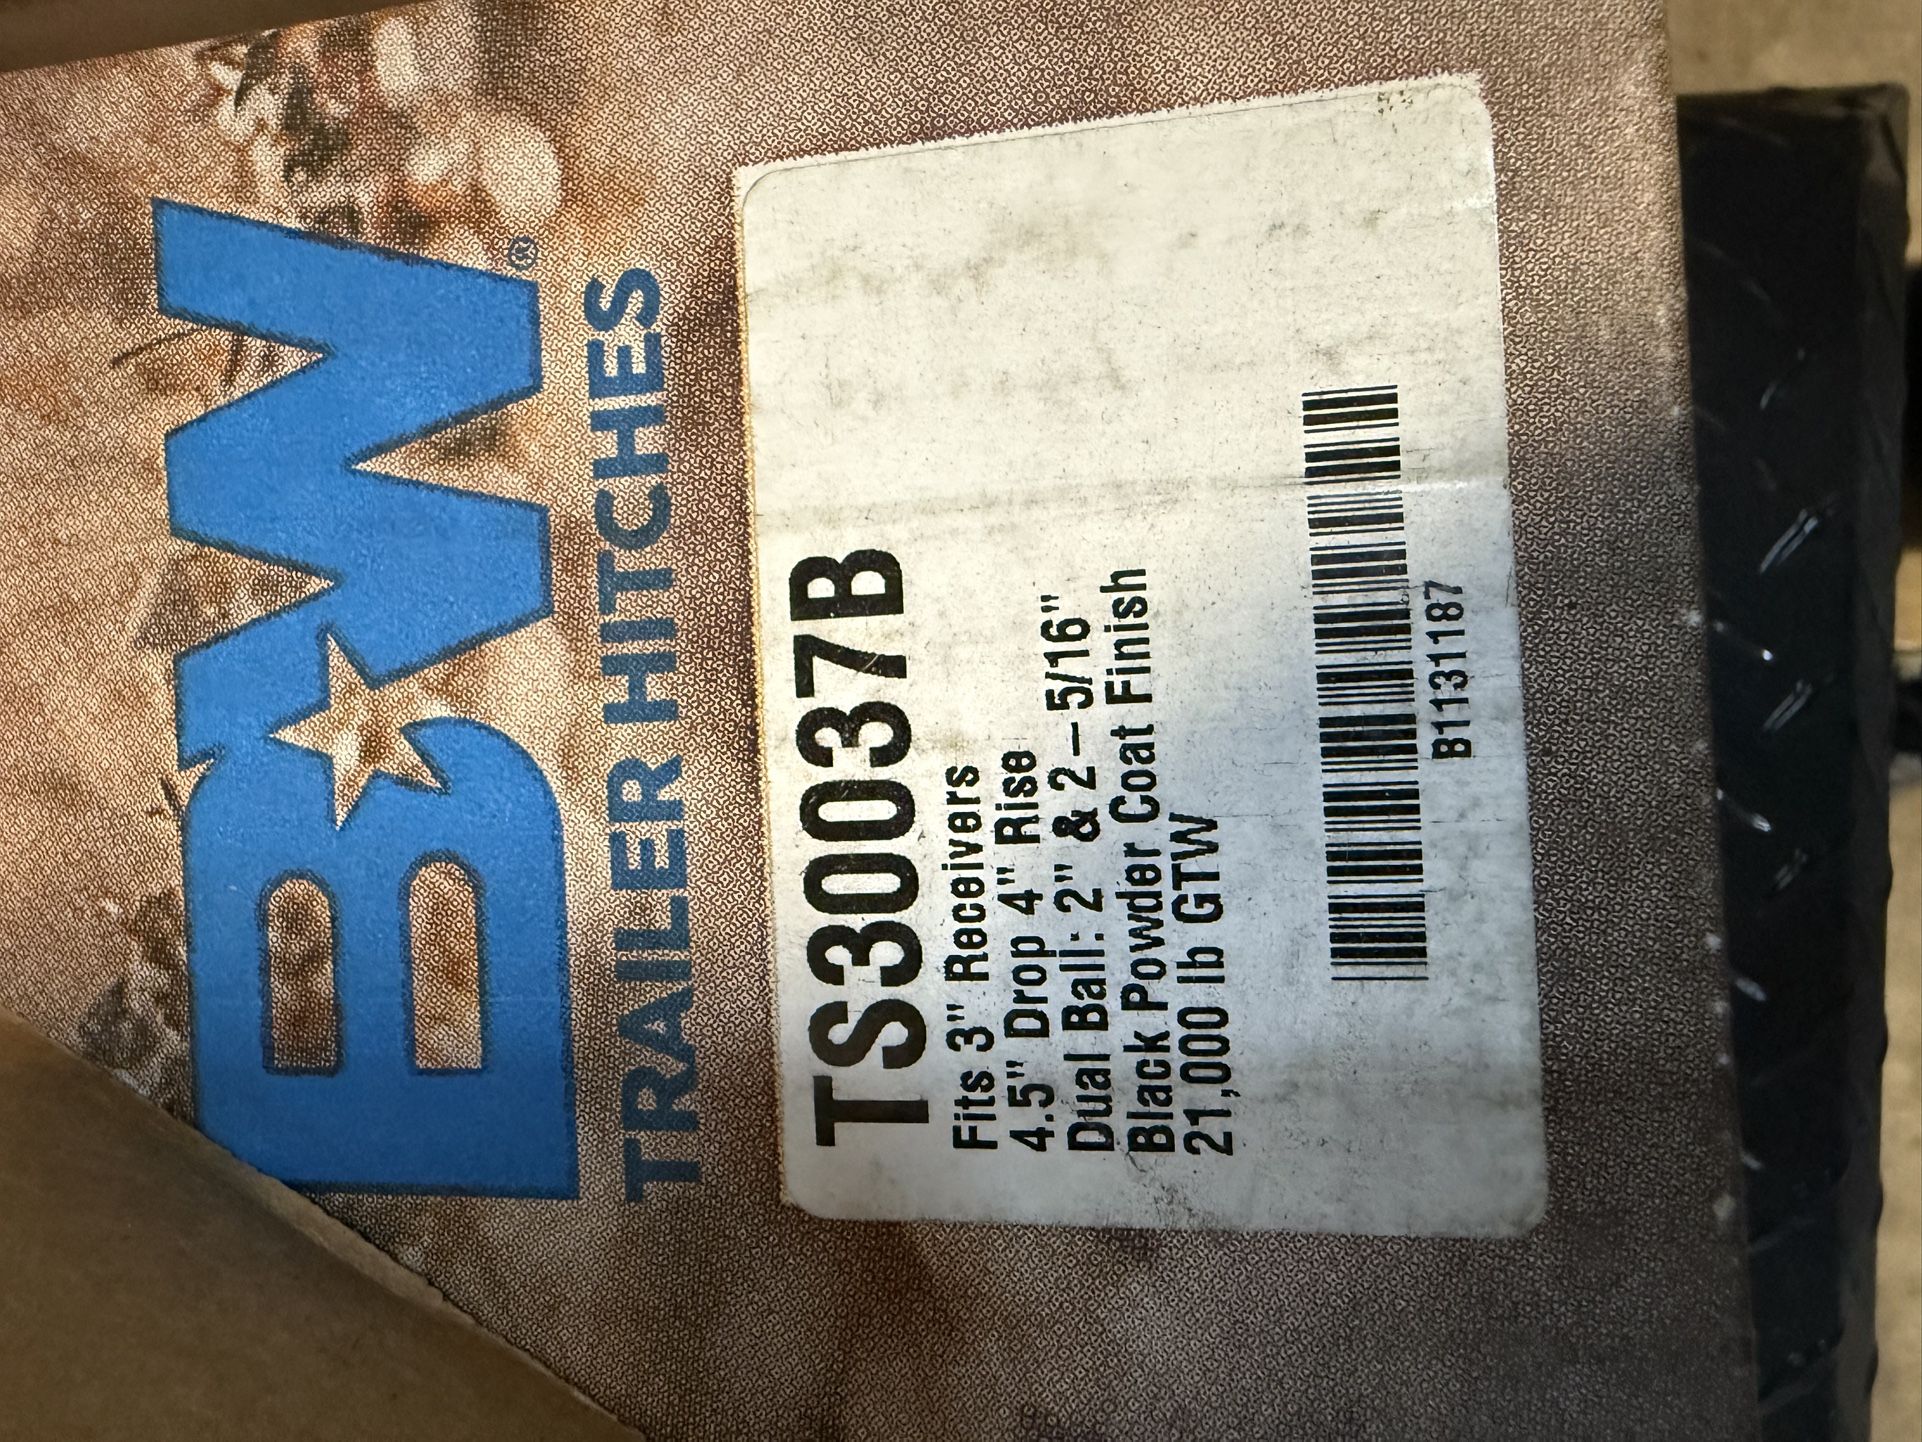 BW®
TRAILER HITCHES
TS30037B
Fits 3" Receivers
4.5" Drop 4" Rise
Dual Ball: 2" & 2-5/16"
Black Powder Coat Finish
21,000 lb GTW
B1131187